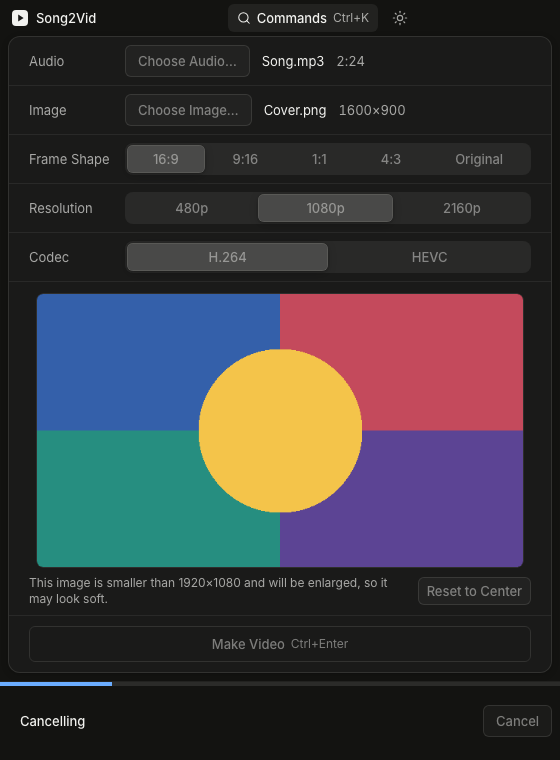 Song2Vid
Commands Ctrl+K
Audio Choose Audio... Song.mp3 2:24
Image Choose Image... Cover.png 1600×900
Frame Shape 16:9 9:16 1:1 4:3 Original
Resolution 480p 1080p 2160p
Codec H.264 HEVC
This image is smaller than 1920×1080 and will be enlarged, so it
may look soft.
Reset to Center
Make Video Ctrl+Enter
Cancelling Cancel